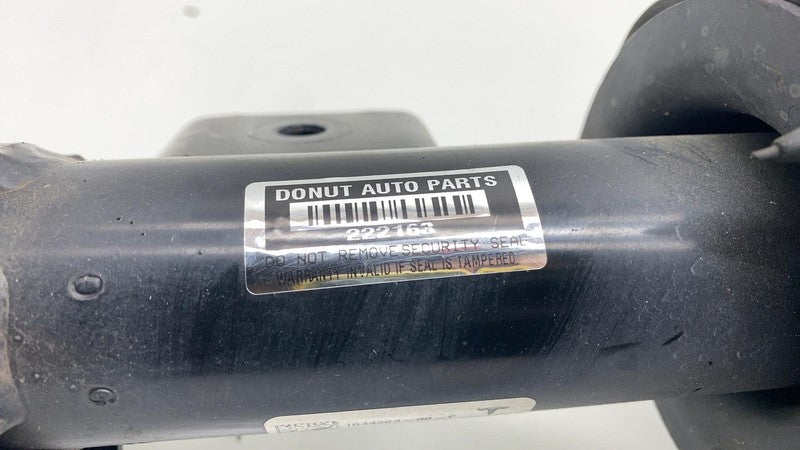 DONUT AUTO PARTS
222163
DO NOT REMOVE SECURITY SEAL
WARRANTY INVALID IF SEAL IS TAMPERED